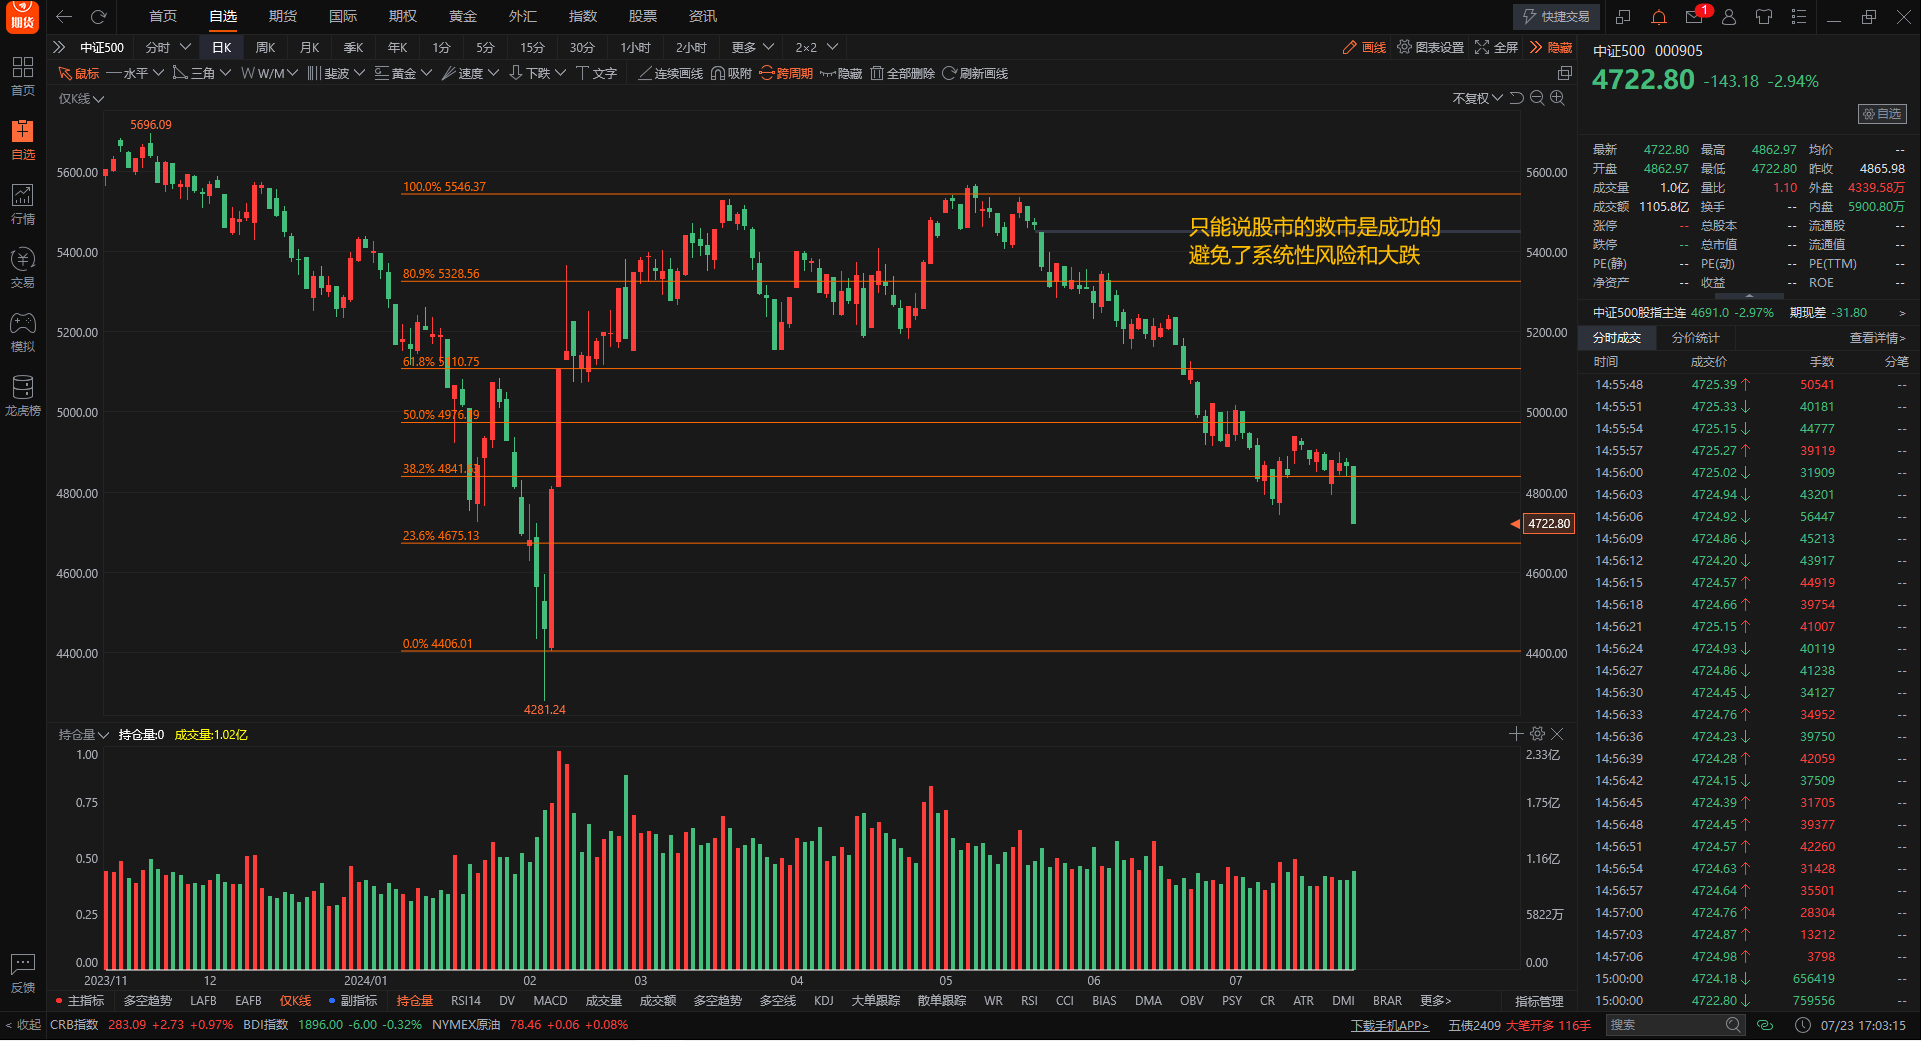 期货 首页 自选 期货 国际 期权 黄金 外汇 指数 股票 资讯 快捷交易 1
中证500 分时 日K 周K 月K 季K 年K 1分 5分 15分 30分 1小时 2小时 更多 2×2 画线 图表设置 全屏 隐藏
鼠标 水平 三角 W/M 斐波 黄金 速度 下跌 文字 连续画线 吸附 跨周期 隐藏 全部删除 刷新画线
仅K线 不复权
首页
自选
行情
交易
模拟
龙虎榜
反馈
5696.09
5600.00 5600.00
100.0% 5546.37
只能说股市的救市是成功的
避免了系统性风险和大跌
5400.00 5400.00
80.9% 5328.56
5200.00 5200.00
61.8% 5110.75
5000.00 5000.00
50.0% 4976.19
38.2% 4841.63
4800.00 4800.00
4722.80
23.6% 4675.13
4600.00 4600.00
0.0% 4406.01
4400.00 4400.00
4281.24
持仓量 持仓量:0 成交量:1.02亿
1.00 2.33亿
0.75 1.75亿
0.50 1.16亿
0.25 5822万
0.00 0.00
2023/11 12 2024/01 02 03 04 05 06 07
主指标 多空趋势 LAFB EAFB 仅K线 副指标 持仓量 RSI14 DV MACD 成交量 成交额 多空趋势 多空线 KDJ 大单跟踪 散单跟踪 WR RSI CCI BIAS DMA OBV PSY CR ATR DMI BRAR 更多> 指标管理
中证500 000905
4722.80 -143.18 -2.94%
自选
最新 4722.80 最高 4862.97 均价 --
开盘 4862.97 最低 4722.80 昨收 4865.98
成交量 1.0亿 量比 1.10 外盘 4339.58万
成交额 1105.8亿 换手 -- 内盘 5900.80万
涨停 -- 总股本 -- 流通股 --
跌停 -- 总市值 -- 流通值 --
PE(静) -- PE(动) -- PE(TTM) --
净资产 -- 收益 -- ROE --
中证500股指主连 4691.0 -2.97% 期现差 -31.80 >
分时成交 分价统计 查看详情>
时间 成交价 手数 分笔
14:55:48 4725.39↑ 50541 --
14:55:51 4725.33↓ 40181 --
14:55:54 4725.15↓ 44777 --
14:55:57 4725.27↑ 39119 --
14:56:00 4725.02↓ 31909 --
14:56:03 4724.94↓ 43201 --
14:56:06 4724.92↓ 56447 --
14:56:09 4724.86↓ 45213 --
14:56:12 4724.20↓ 43917 --
14:56:15 4724.57↑ 44919 --
14:56:18 4724.66↑ 39754 --
14:56:21 4725.15↑ 41007 --
14:56:24 4724.93↓ 40119 --
14:56:27 4724.86↓ 41238 --
14:56:30 4724.45↓ 34127 --
14:56:33 4724.76↑ 34952 --
14:56:36 4724.23↓ 39750 --
14:56:39 4724.28↑ 42059 --
14:56:42 4724.15↓ 37509 --
14:56:45 4724.39↑ 31705 --
14:56:48 4724.45↑ 39377 --
14:56:51 4724.57↑ 42260 --
14:56:54 4724.63↑ 31428 --
14:56:57 4724.64↑ 35501 --
14:57:00 4724.76↑ 28304 --
14:57:03 4724.87↑ 13212 --
14:57:06 4724.98↑ 3798 --
15:00:00 4724.18↓ 656419 --
15:00:00 4722.80↓ 759556 --
< 收起 CRB指数 283.09 +2.73 +0.97% BDI指数 1896.00 -6.00 -0.32% NYMEX原油 78.46 +0.06 +0.08% 下载手机APP> 五债2409 大笔开多 116手 搜索 07/23 17:03:15